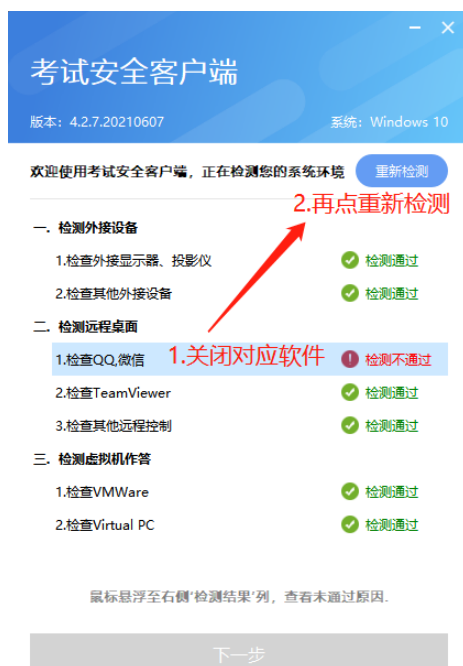 考试安全客户端
版本：4.2.7.20210607 系统：Windows 10
欢迎使用考试安全客户端，正在检测您的系统环境 重新检测
2.再点重新检测
一. 检测外接设备
1.检查外接显示器、投影仪 检测通过
2.检查其他外接设备 检测通过
二. 检测远程桌面
1.检查QQ,微信 1.关闭对应软件 检测不通过
2.检查TeamViewer 检测通过
3.检查其他远程控制 检测通过
三. 检测虚拟机作答
1.检查VMWare 检测通过
2.检查Virtual PC 检测通过
鼠标悬浮至右侧'检测结果'列，查看未通过原因.
下一步